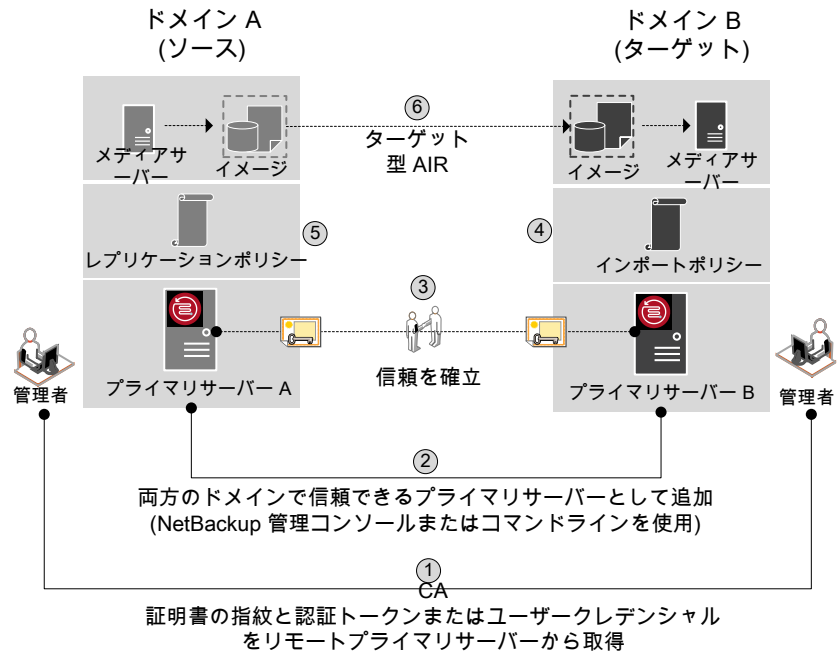 ドメイン A
(ソース)
ドメイン B
(ターゲット)
メディアサ
ーバー
イメージ
6
ターゲット
型 AIR
イメージ
メディアサ
ーバー
レプリケーションポリシー
5
4
インポートポリシー
3
信頼を確立
管理者
プライマリサーバー A
プライマリサーバー B
管理者
2
両方のドメインで信頼できるプライマリサーバーとして追加
(NetBackup 管理コンソールまたはコマンドラインを使用)
1
CA
証明書の指紋と認証トークンまたはユーザークレデンシャル
をリモートプライマリサーバーから取得